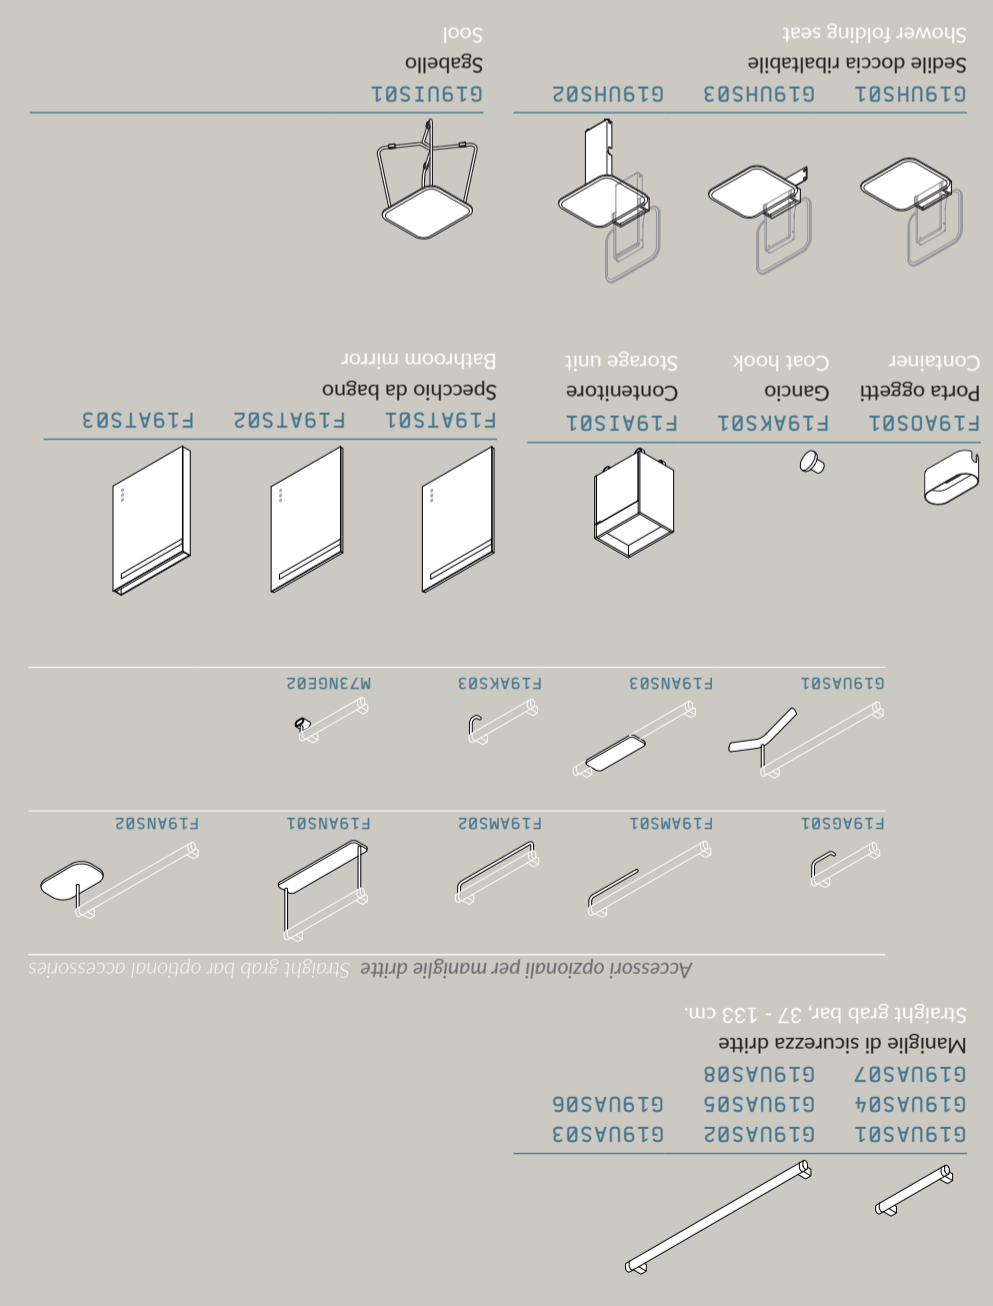 G19UAS01 G19UAS02 G19UAS03
G19UAS04 G19UAS05 G19UAS06
G19UAS07 G19UAS08
Maniglie di sicurezza dritte
Straight grab bar, 37 - 133 cm.
Accessori opzionali per maniglie dritte Straight grab bar optional accessories
F19AGS01 F19AMS01 F19AMS02 F19ANS01 F19ANS02
G19UAS01 F19ANS03 F19AKS03 M73NGE02
F19AOS01 F19AKS01 F19AIS01
Porta oggetti Gancio Contenitore
Container Coat hook Storage unit
F19ATS01 F19ATS02 F19ATS03
Specchio da bagno
Bathroom mirror
G19UHS01 G19UHS03 G19UHS02
Sedile doccia ribaltabile
Shower folding seat
G19UIS01
Sgabello
Sool